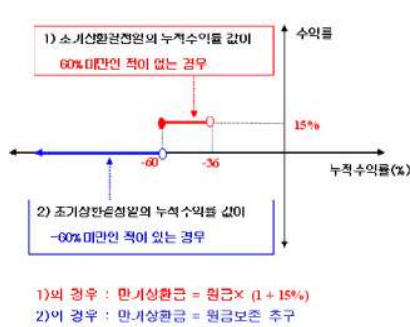 1) 조기상환결정일의 누적수익률 값이
60%미만인 적이 없는 경우
수익률
15%
-60
-36
누적수익률(%)
2) 조기상환결정일의 누적수익률 값이
-60%미만인 적이 있는 경우
1)의 경우 : 만기상환금 = 원금× (1 + 15%)
2)의 경우 : 만기상환금 = 원금보존 추구